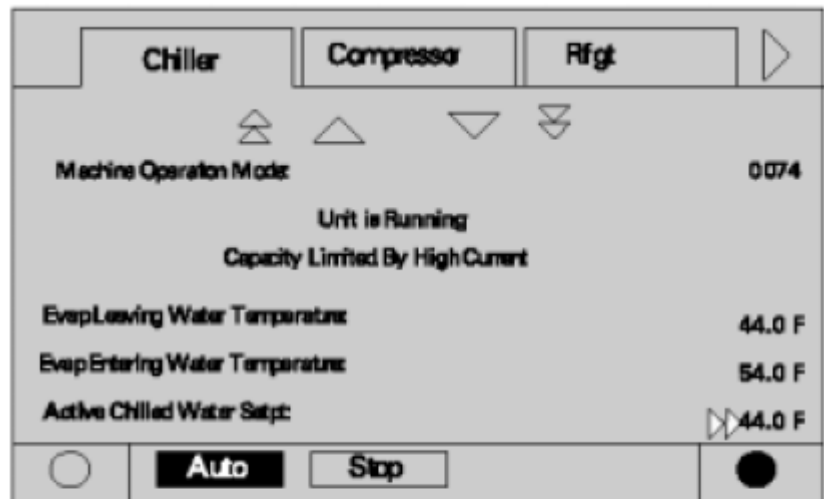 Chiller Compressor Rfgt
Machine Operation Mode: 0074
Unit is Running
Capacity Limited By High Current
Evap Leaving Water Temperature: 44.0 F
Evap Entering Water Temperature: 54.0 F
Active Chilled Water Setpt: 44.0 F
Auto Stop